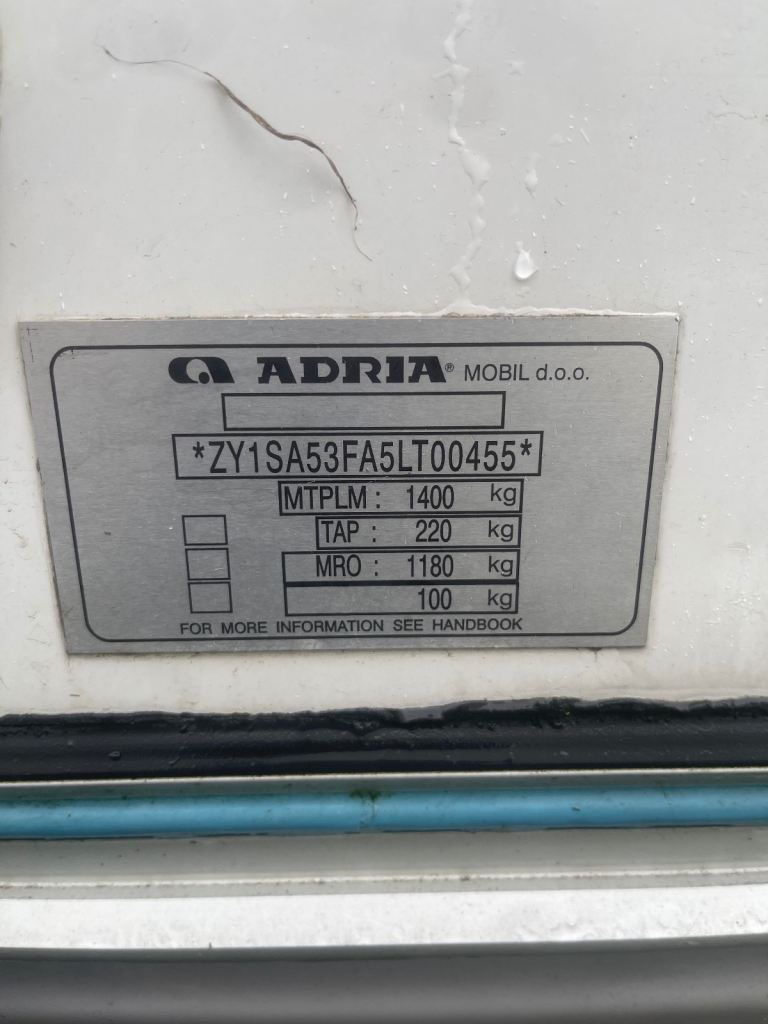 ADRIA® MOBIL d.o.o.
*ZY1SA53FA5LT00455*
MTPLM : 1400 kg
TAP : 220 kg
MRO : 1180 kg
100 kg
FOR MORE INFORMATION SEE HANDBOOK